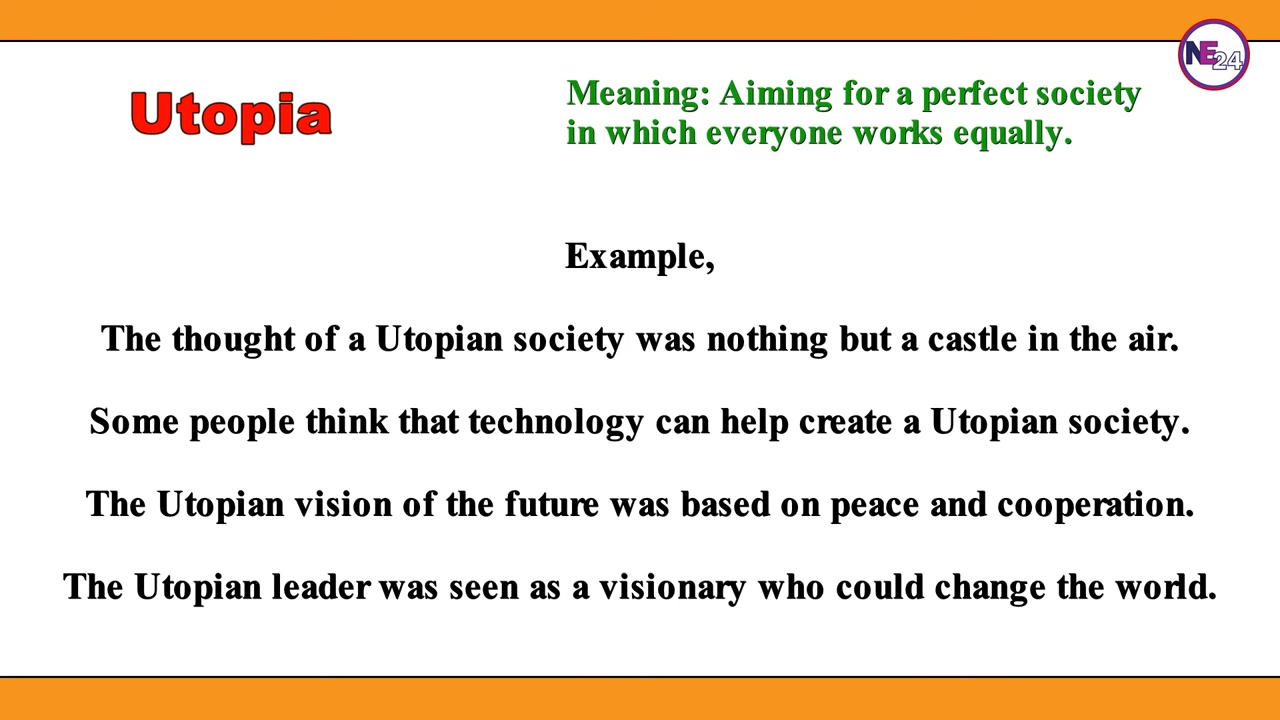 NE24
Utopia
Meaning: Aiming for a perfect society
in which everyone works equally.
Example,
The thought of a Utopian society was nothing but a castle in the air.
Some people think that technology can help create a Utopian society.
The Utopian vision of the future was based on peace and cooperation.
The Utopian leader was seen as a visionary who could change the world.